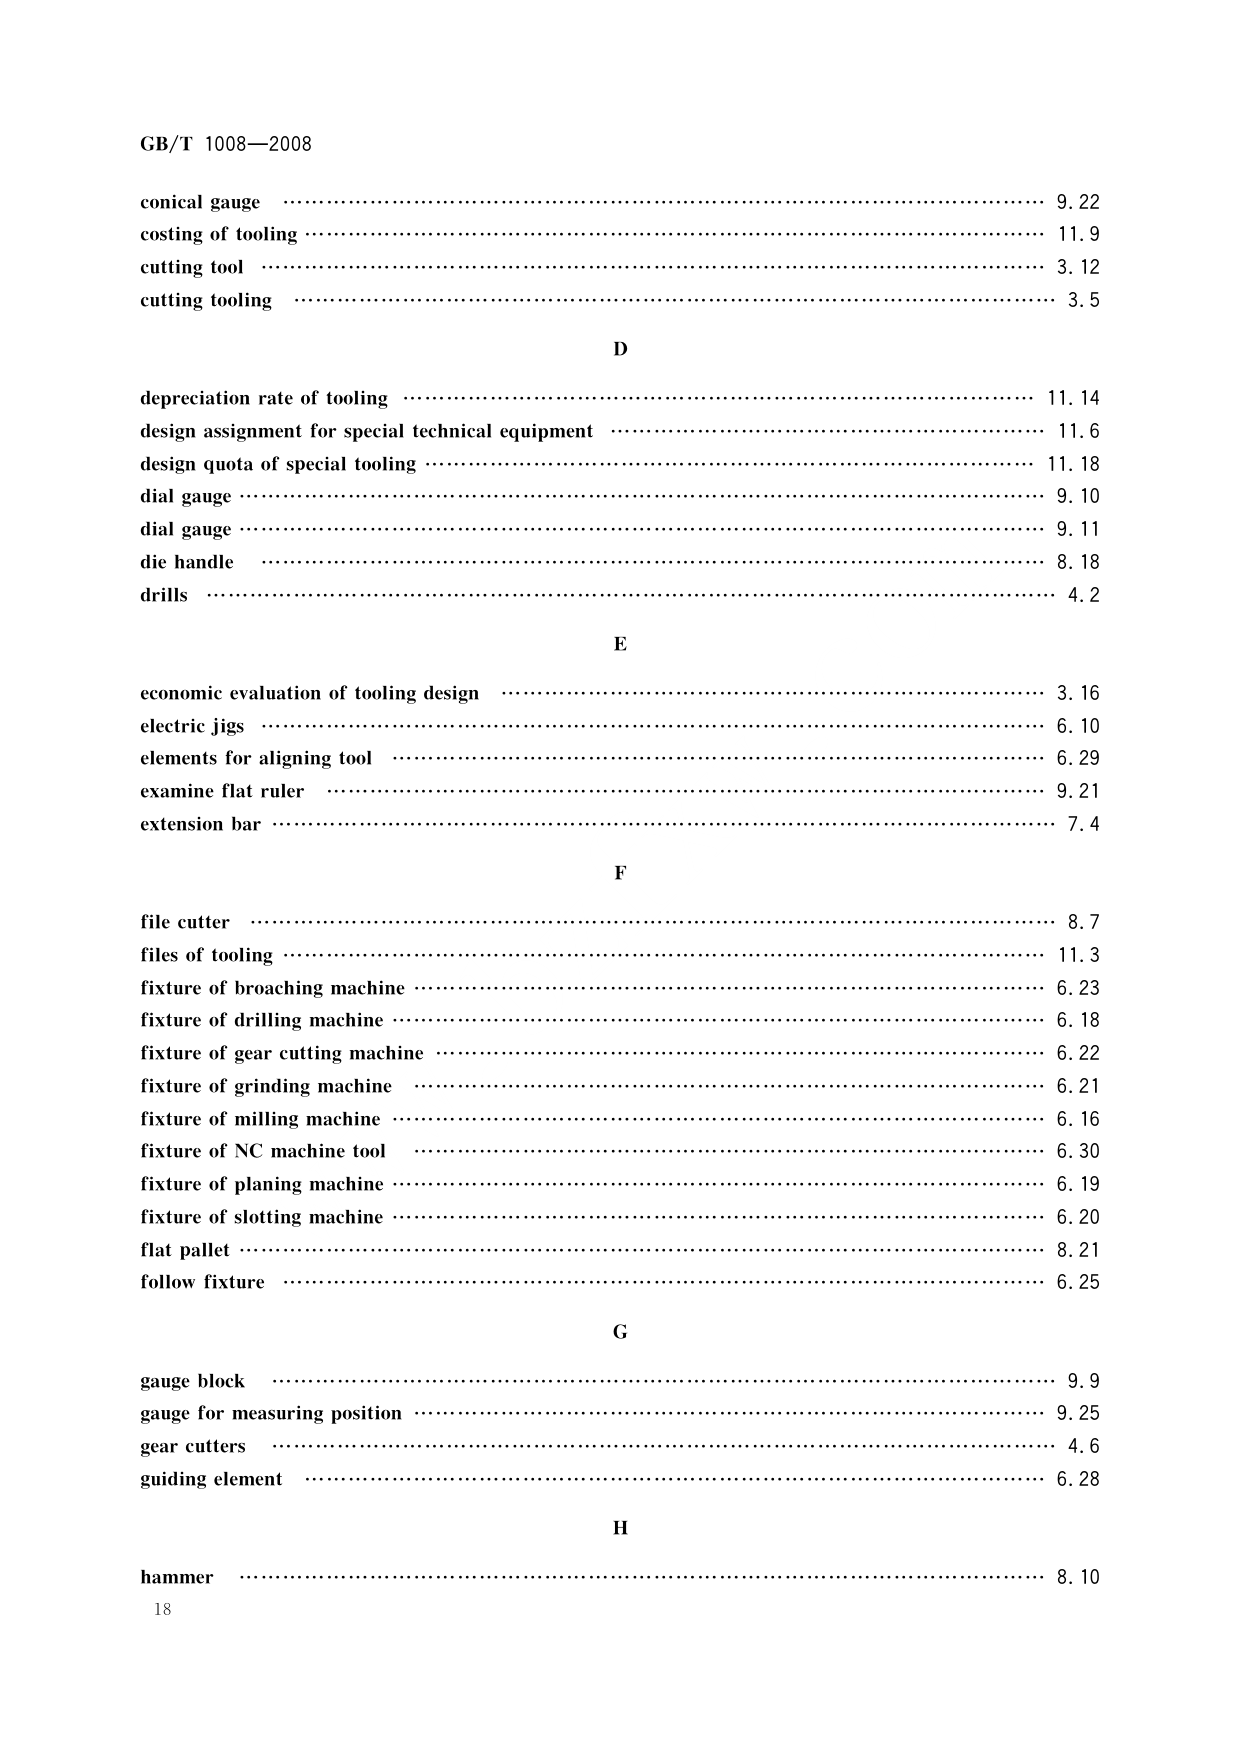 GB/T 1008—2008
conical gauge ………………………………………………………………………… 9.22
costing of tooling ………………………………………………………………………… 11.9
cutting tool ………………………………………………………………………… 3.12
cutting tooling ………………………………………………………………………… 3.5
D
depreciation rate of tooling ………………………………………………………………………… 11.14
design assignment for special technical equipment ………………………………………………………………………… 11.6
design quota of special tooling ………………………………………………………………………… 11.18
dial gauge ………………………………………………………………………… 9.10
dial gauge ………………………………………………………………………… 9.11
die handle ………………………………………………………………………… 8.18
drills ………………………………………………………………………… 4.2
E
economic evaluation of tooling design ………………………………………………………………………… 3.16
electric jigs ………………………………………………………………………… 6.10
elements for aligning tool ………………………………………………………………………… 6.29
examine flat ruler ………………………………………………………………………… 9.21
extension bar ………………………………………………………………………… 7.4
F
file cutter ………………………………………………………………………… 8.7
files of tooling ………………………………………………………………………… 11.3
fixture of broaching machine ………………………………………………………………………… 6.23
fixture of drilling machine ………………………………………………………………………… 6.18
fixture of gear cutting machine ………………………………………………………………………… 6.22
fixture of grinding machine ………………………………………………………………………… 6.21
fixture of milling machine ………………………………………………………………………… 6.16
fixture of NC machine tool ………………………………………………………………………… 6.30
fixture of planing machine ………………………………………………………………………… 6.19
fixture of slotting machine ………………………………………………………………………… 6.20
flat pallet ………………………………………………………………………… 8.21
follow fixture ………………………………………………………………………… 6.25
G
gauge block ………………………………………………………………………… 9.9
gauge for measuring position ………………………………………………………………………… 9.25
gear cutters ………………………………………………………………………… 4.6
guiding element ………………………………………………………………………… 6.28
H
hammer ………………………………………………………………………… 8.10
18